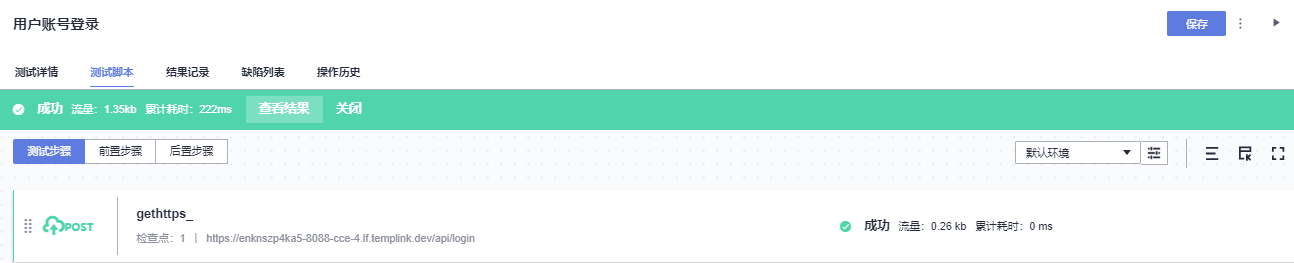 用户账号登录
保存
测试详情 测试脚本 结果记录 缺陷列表 操作历史
成功 流量：1.35kb 累计耗时：222ms 查看结果 关闭
测试步骤 前置步骤 后置步骤 默认环境
gethttps_
POST 成功 流量：0.26 kb 累计耗时：0 ms
检查点：1 | https://enknszp4ka5-8088-cce-4.lf.templink.dev/api/login